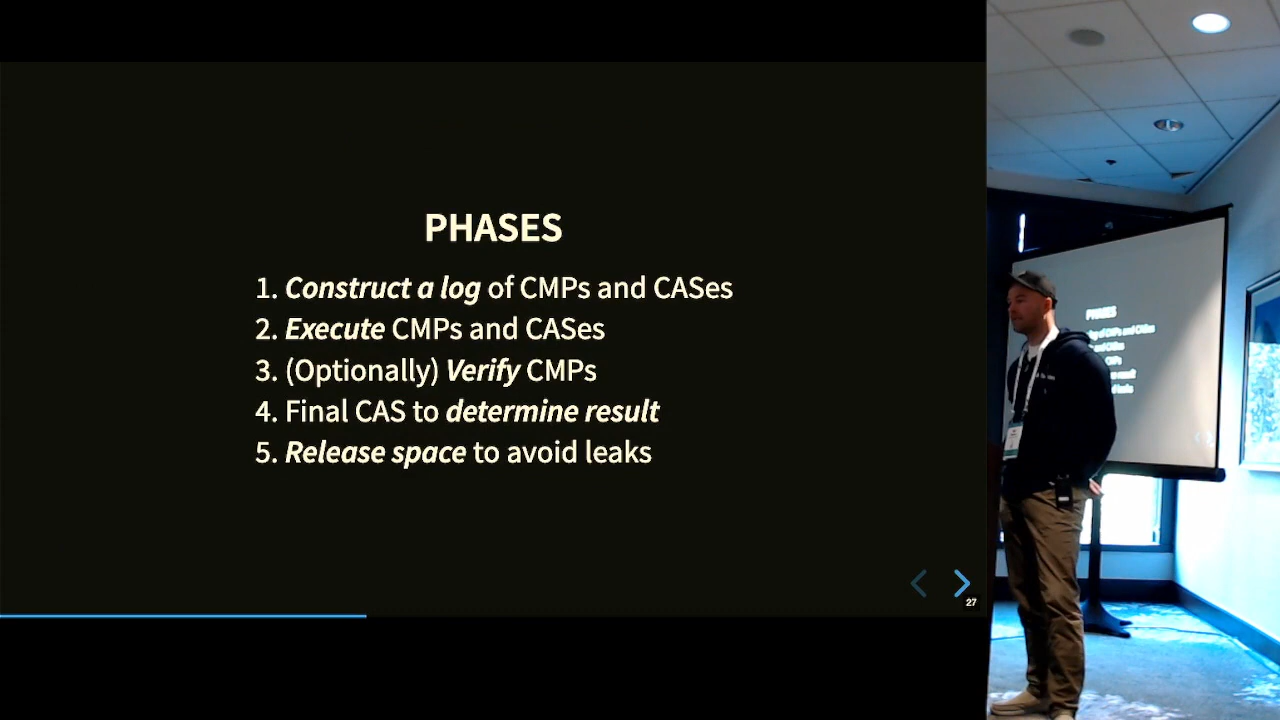 PHASES
1. Construct a log of CMPs and CASes
2. Execute CMPs and CASes
3. (Optionally) Verify CMPs
4. Final CAS to determine result
5. Release space to avoid leaks
27
PHASES